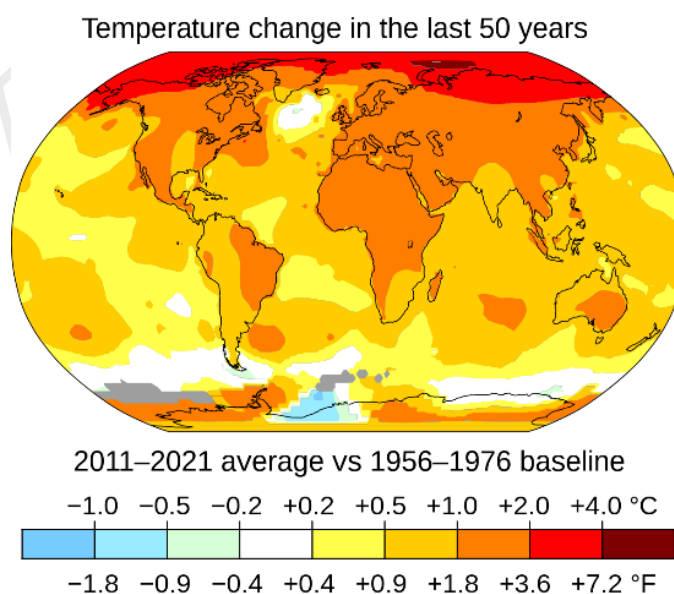 Temperature change in the last 50 years
2011–2021 average vs 1956–1976 baseline
−1.0 −0.5 −0.2 +0.2 +0.5 +1.0 +2.0 +4.0 °C
−1.8 −0.9 −0.4 +0.4 +0.9 +1.8 +3.6 +7.2 °F